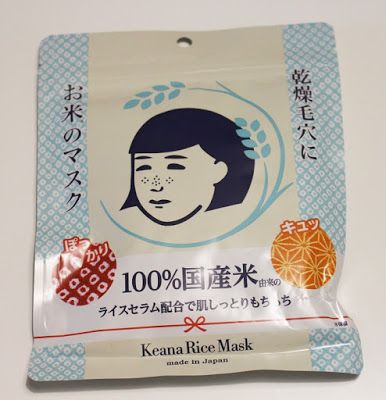 乾燥毛穴に
お米のマスク
ぽっかり
キュッ
100%国産米由来の
ライスセラム配合で肌しっとりもちもち
Keana Rice Mask
made in Japan